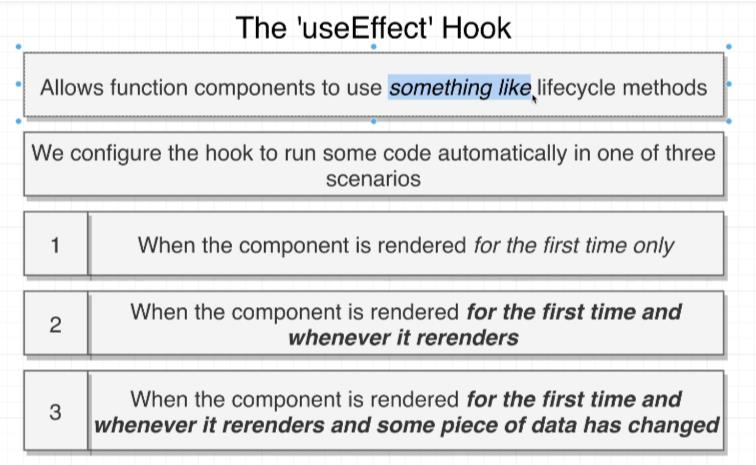 The 'useEffect' Hook
Allows function components to use something like lifecycle methods
We configure the hook to run some code automatically in one of three
scenarios
1
When the component is rendered for the first time only
2
When the component is rendered for the first time and
whenever it rerenders
3
When the component is rendered for the first time and
whenever it rerenders and some piece of data has changed